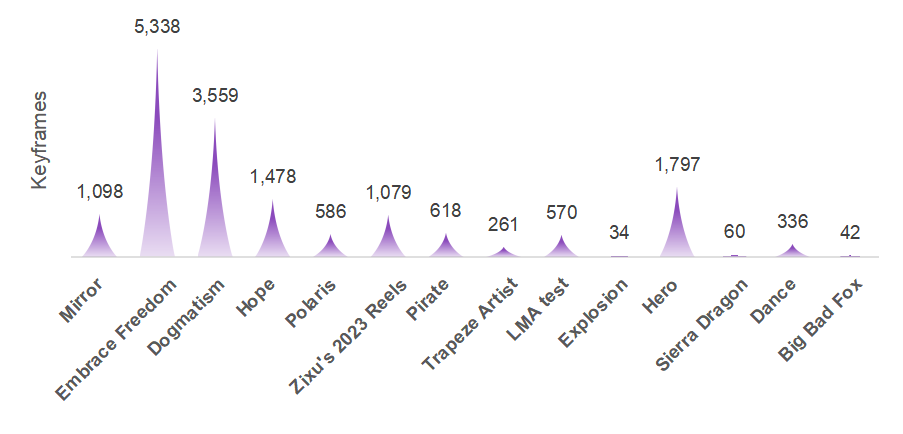 Keyframes
1,098
5,338
3,559
1,478
586
1,079
618
261
570
34
1,797
60
336
42
Mirror
Embrace Freedom
Dogmatism
Hope
Polaris
Zixu's 2023 Reels
Pirate
Trapeze Artist
LMA test
Explosion
Hero
Sierra Dragon
Dance
Big Bad Fox